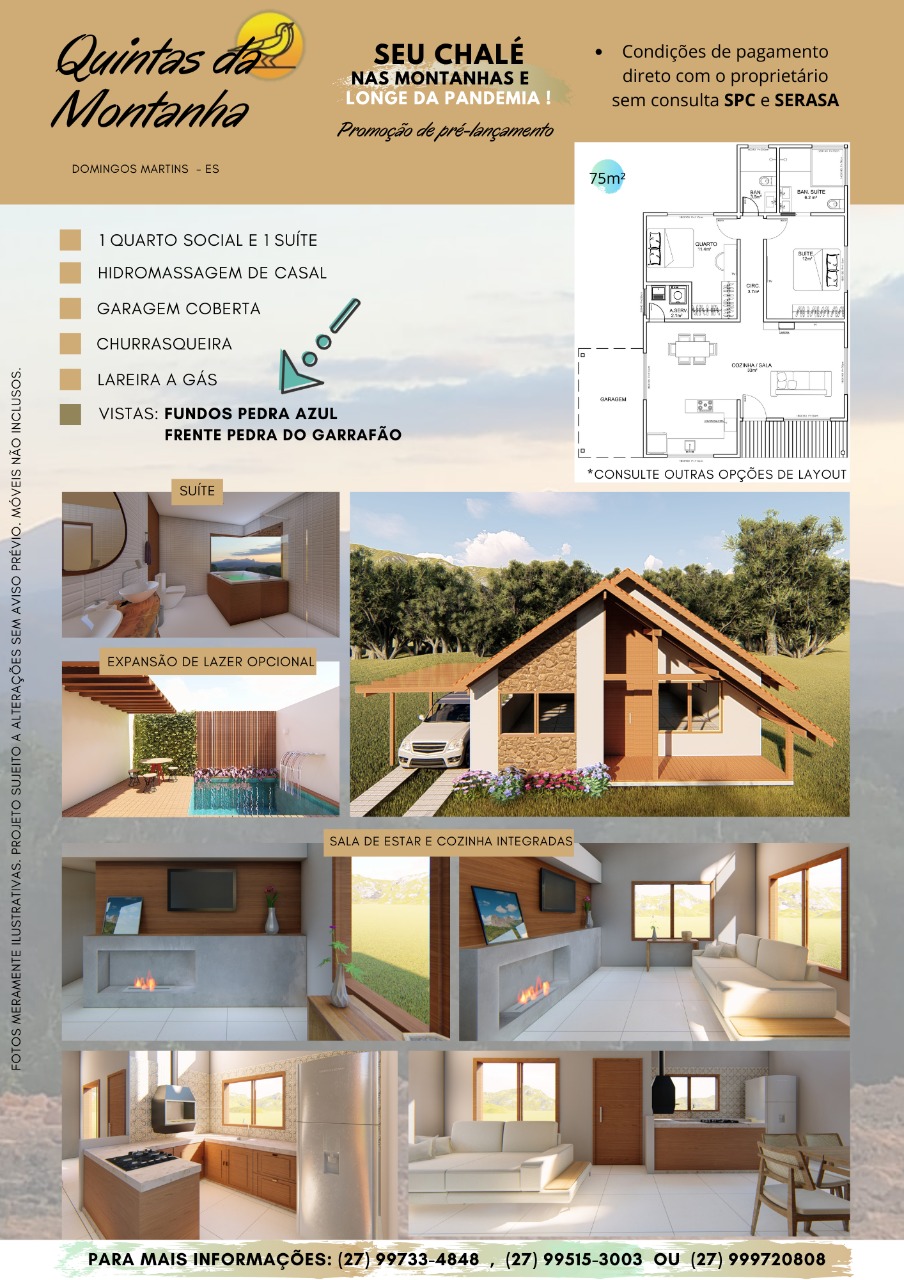 Quintas da
Montanha
DOMINGOS MARTINS - ES
SEU CHALÉ
NAS MONTANHAS E
LONGE DA PANDEMIA !
Promoção de pré-lançamento
• Condições de pagamento
direto com o proprietário
sem consulta SPC e SERASA
75m²
BAN.
BAN. SUÍTE
QUARTO
SUÍTE
12m²
CIRC.
A.SERV.
COZINHA / SALA
GARAGEM
*CONSULTE OUTRAS OPÇÕES DE LAYOUT
1 QUARTO SOCIAL E 1 SUÍTE
HIDROMASSAGEM DE CASAL
GARAGEM COBERTA
CHURRASQUEIRA
LAREIRA A GÁS
VISTAS: FUNDOS PEDRA AZUL
FRENTE PEDRA DO GARRAFÃO
FOTOS MERAMENTE ILUSTRATIVAS. PROJETO SUJEITO A ALTERAÇÕES SEM AVISO PRÉVIO. MÓVEIS NÃO INCLUSOS.
SUÍTE
EXPANSÃO DE LAZER OPCIONAL
SALA DE ESTAR E COZINHA INTEGRADAS
PARA MAIS INFORMAÇÕES: (27) 99733-4848 , (27) 99515-3003 OU (27) 999720808